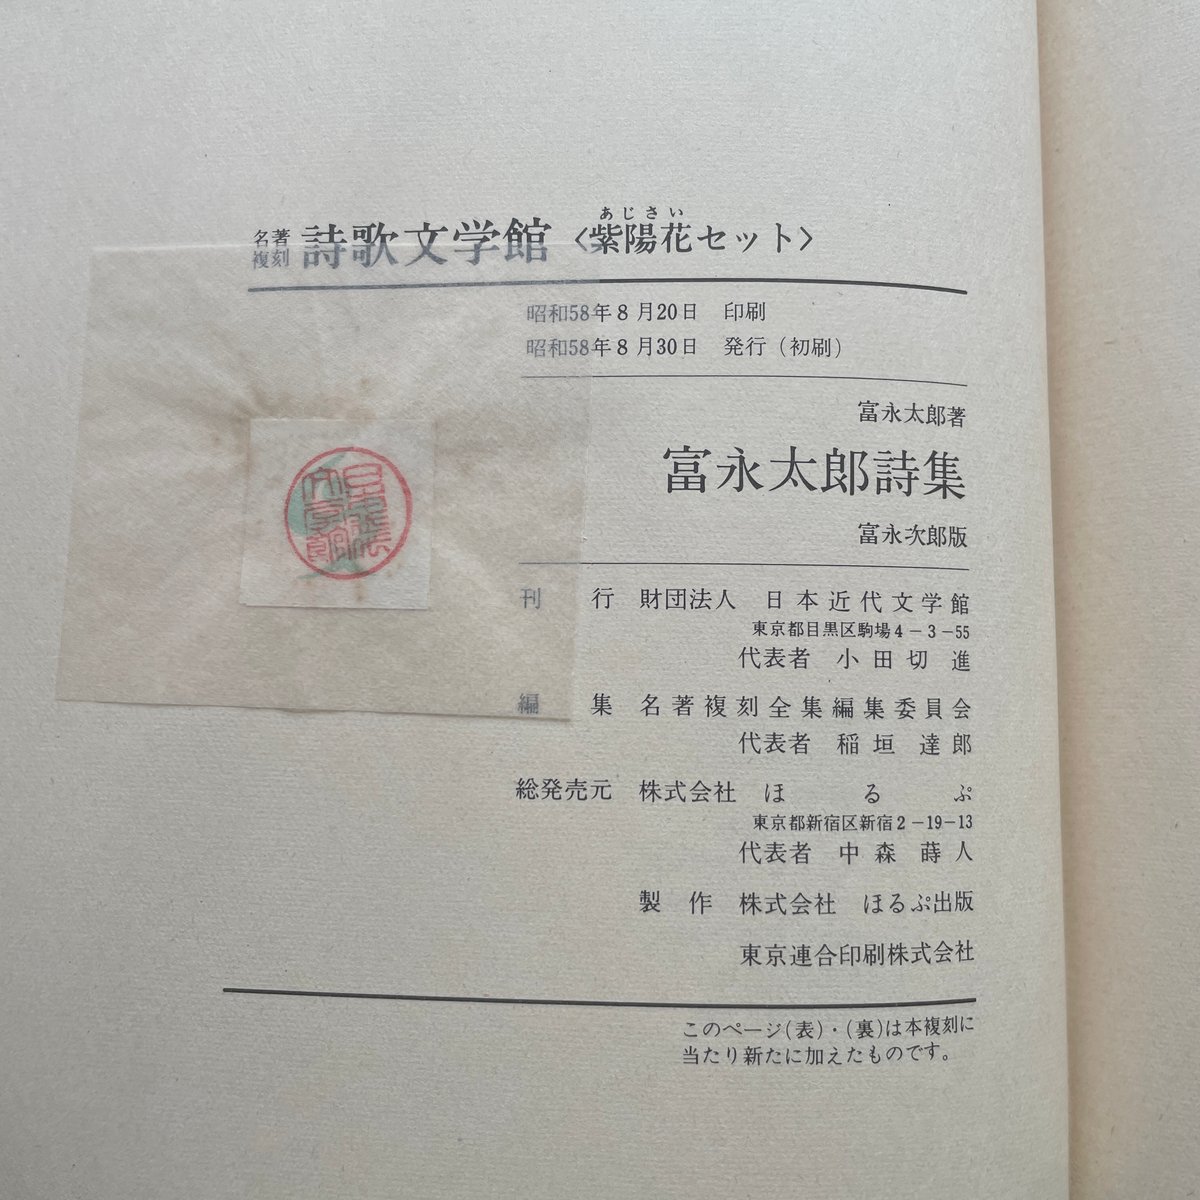 名著複刻 詩歌文学館〈紫陽花セット〉
あじさい
昭和58年8月20日 印刷
昭和58年8月30日 発行(初刷)
富永太郎著
富永太郎詩集
富永次郎版
刊行 財団法人 日本近代文学館
東京都目黒区駒場4-3-55
代表者 小田切進
編集 名著複刻全集編集委員会
代表者 稲垣達郎
総発売元 株式会社 ほるぷ
東京都新宿区新宿2-19-13
代表者 中森蒔人
製作 株式会社 ほるぷ出版
東京連合印刷株式会社
このページ(表)・(裏)は本複刻に
当たり新たに加えたものです。